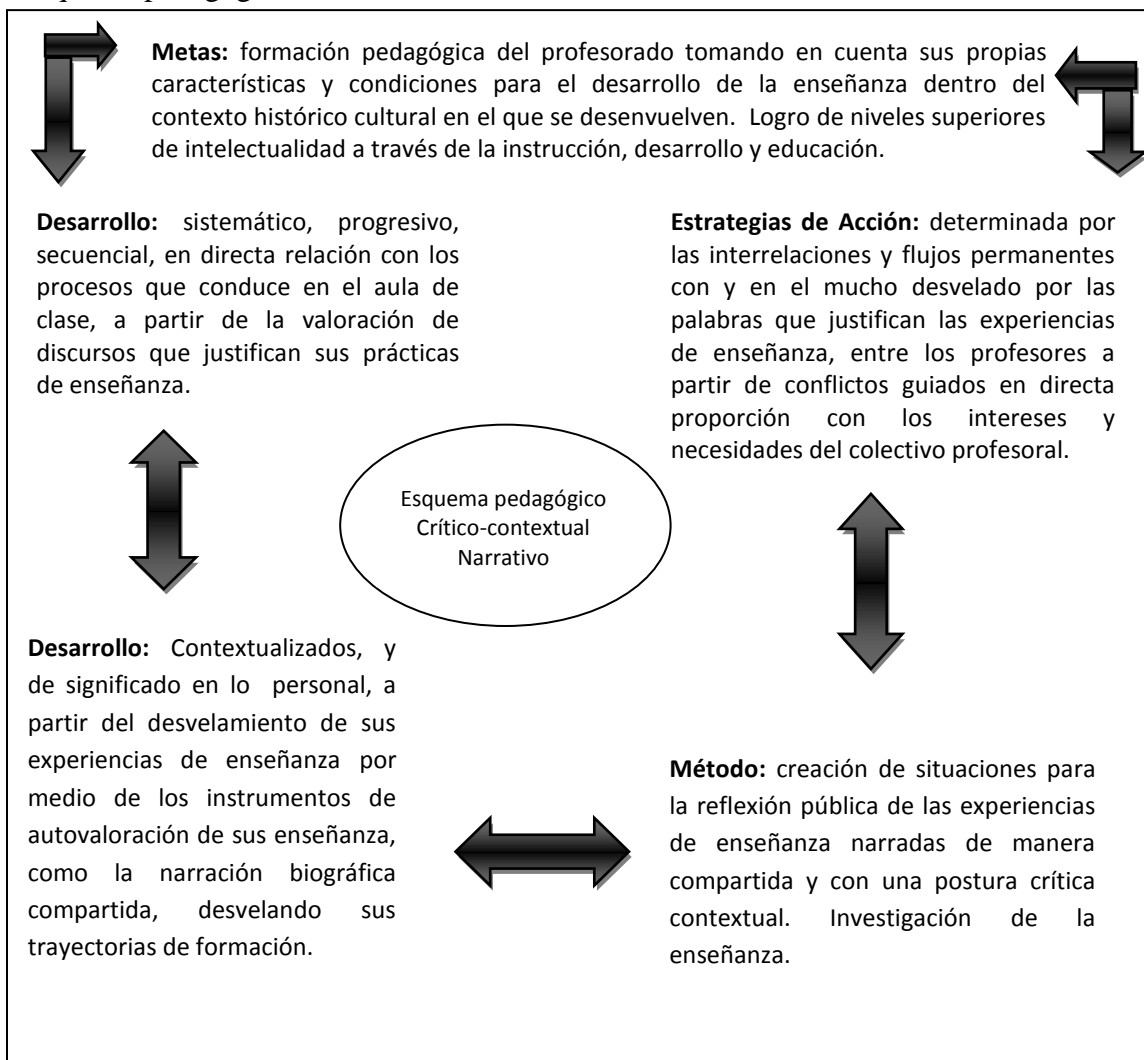 Metas: formación pedagógica del profesorado tomando en cuenta sus propias
características y condiciones para el desarrollo de la enseñanza dentro del
contexto histórico cultural en el que se desenvuelven. Logro de niveles superiores
de intelectualidad a través de la instrucción, desarrollo y educación.
Desarrollo: sistemático, progresivo,
secuencial, en directa relación con los
procesos que conduce en el aula de
clase, a partir de la valoración de
discursos que justifican sus prácticas
de enseñanza.
Estrategias de Acción: determinada por
las interrelaciones y flujos permanentes
con y en el mucho desvelado por las
palabras que justifican las experiencias
de enseñanza, entre los profesores a
partir de conflictos guiados en directa
proporción con los intereses y
necesidades del colectivo profesoral.
Esquema pedagógico
Crítico-contextual
Narrativo
Desarrollo: Contextualizados, y
de significado en lo personal, a
partir del desvelamiento de sus
experiencias de enseñanza por
medio de los instrumentos de
autovaloración de sus enseñanza,
como la narración biográfica
compartida, desvelando sus
trayectorias de formación.
Método: creación de situaciones para
la reflexión pública de las experiencias
de enseñanza narradas de manera
compartida y con una postura crítica
contextual. Investigación de la
enseñanza.